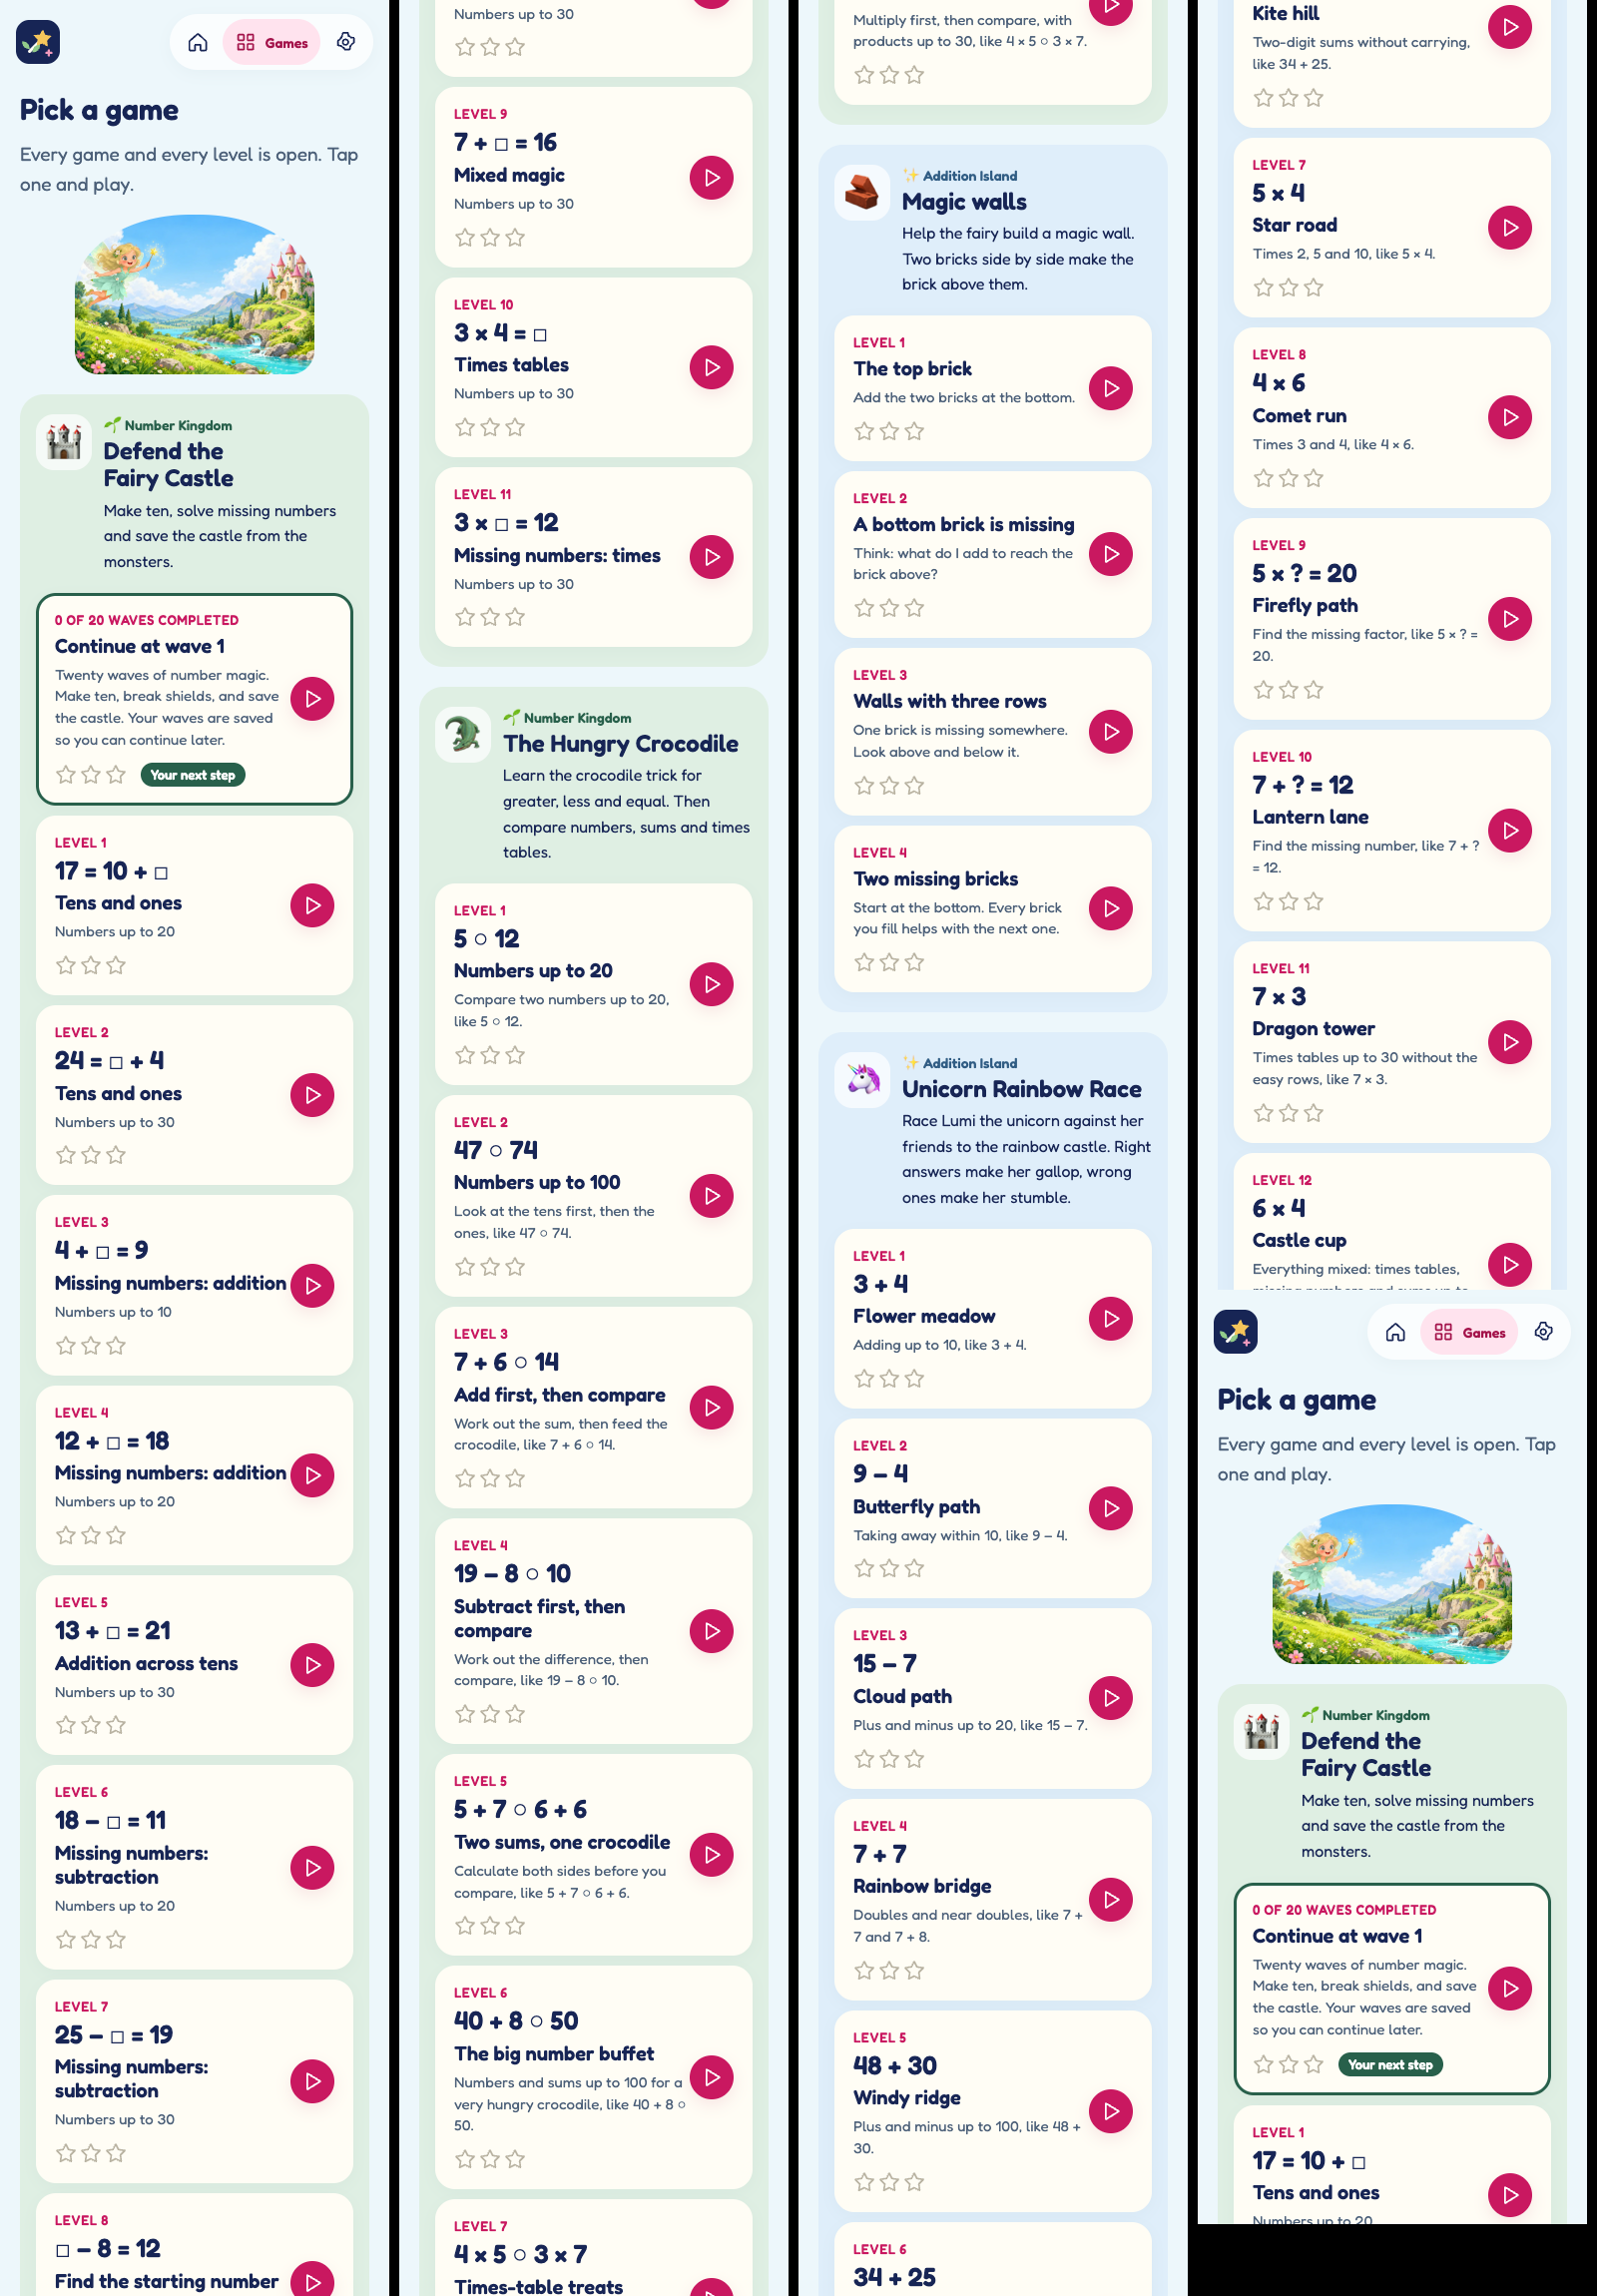 Games
Pick a game
Every game and every level is open. Tap
one and play.
Number Kingdom
Defend the
Fairy Castle
Make ten, solve missing numbers
and save the castle from the
monsters.
0 OF 20 WAVES COMPLETED
Continue at wave 1
Twenty waves of number magic.
Make ten, break shields, and save
the castle. Your waves are saved
so you can continue later.
Your next step
LEVEL 1
17 = 10 + □
Tens and ones
Numbers up to 20
LEVEL 2
24 = □ + 4
Tens and ones
Numbers up to 30
LEVEL 3
4 + □ = 9
Missing numbers: addition
Numbers up to 10
LEVEL 4
12 + □ = 18
Missing numbers: addition
Numbers up to 20
LEVEL 5
13 + □ = 21
Addition across tens
Numbers up to 30
LEVEL 6
18 – □ = 11
Missing numbers:
subtraction
Numbers up to 20
LEVEL 7
25 – □ = 19
Missing numbers:
subtraction
Numbers up to 30
LEVEL 8
□ – 8 = 12
Find the starting number
Numbers up to 30
LEVEL 9
7 + □ = 16
Mixed magic
Numbers up to 30
LEVEL 10
3 × 4 = □
Times tables
Numbers up to 30
LEVEL 11
3 × □ = 12
Missing numbers: times
Numbers up to 30
Number Kingdom
The Hungry Crocodile
Learn the crocodile trick for
greater, less and equal. Then
compare numbers, sums and times
tables.
LEVEL 1
5 ○ 12
Numbers up to 20
Compare two numbers up to 20,
like 5 ○ 12.
LEVEL 2
47 ○ 74
Numbers up to 100
Look at the tens first, then the
ones, like 47 ○ 74.
LEVEL 3
7 + 6 ○ 14
Add first, then compare
Work out the sum, then feed the
crocodile, like 7 + 6 ○ 14.
LEVEL 4
19 – 8 ○ 10
Subtract first, then
compare
Work out the difference, then
compare, like 19 – 8 ○ 10.
LEVEL 5
5 + 7 ○ 6 + 6
Two sums, one crocodile
Calculate both sides before you
compare, like 5 + 7 ○ 6 + 6.
LEVEL 6
40 + 8 ○ 50
The big number buffet
Numbers and sums up to 100 for a
very hungry crocodile, like 40 + 8 ○
50.
LEVEL 7
4 × 5 ○ 3 × 7
Times-table treats
Multiply first, then compare, with
products up to 30, like 4 × 5 ○ 3 × 7.
Addition Island
Magic walls
Help the fairy build a magic wall.
Two bricks side by side make the
brick above them.
LEVEL 1
The top brick
Add the two bricks at the bottom.
LEVEL 2
A bottom brick is missing
Think: what do I add to reach the
brick above?
LEVEL 3
Walls with three rows
One brick is missing somewhere.
Look above and below it.
LEVEL 4
Two missing bricks
Start at the bottom. Every brick
you fill helps with the next one.
Addition Island
Unicorn Rainbow Race
Race Lumi the unicorn against her
friends to the rainbow castle. Right
answers make her gallop, wrong
ones make her stumble.
LEVEL 1
3 + 4
Flower meadow
Adding up to 10, like 3 + 4.
LEVEL 2
9 – 4
Butterfly path
Taking away within 10, like 9 – 4.
LEVEL 3
15 – 7
Cloud path
Plus and minus up to 20, like 15 – 7.
LEVEL 4
7 + 7
Rainbow bridge
Doubles and near doubles, like 7 +
7 and 7 + 8.
LEVEL 5
48 + 30
Windy ridge
Plus and minus up to 100, like 48 +
30.
LEVEL 6
34 + 25
Kite hill
Two-digit sums without carrying,
like 34 + 25.
LEVEL 7
5 × 4
Star road
Times 2, 5 and 10, like 5 × 4.
LEVEL 8
4 × 6
Comet run
Times 3 and 4, like 4 × 6.
LEVEL 9
5 × ? = 20
Firefly path
Find the missing factor, like 5 × ? =
20.
LEVEL 10
7 + ? = 12
Lantern lane
Find the missing number, like 7 + ?
= 12.
LEVEL 11
7 × 3
Dragon tower
Times tables up to 30 without the
easy rows, like 7 × 3.
LEVEL 12
6 × 4
Castle cup
Everything mixed: times tables,
missing numbers and sums up to
Games
Pick a game
Every game and every level is open. Tap
one and play.
Number Kingdom
Defend the
Fairy Castle
Make ten, solve missing numbers
and save the castle from the
monsters.
0 OF 20 WAVES COMPLETED
Continue at wave 1
Twenty waves of number magic.
Make ten, break shields, and save
the castle. Your waves are saved
so you can continue later.
Your next step
LEVEL 1
17 = 10 + □
Tens and ones
Numbers up to 20